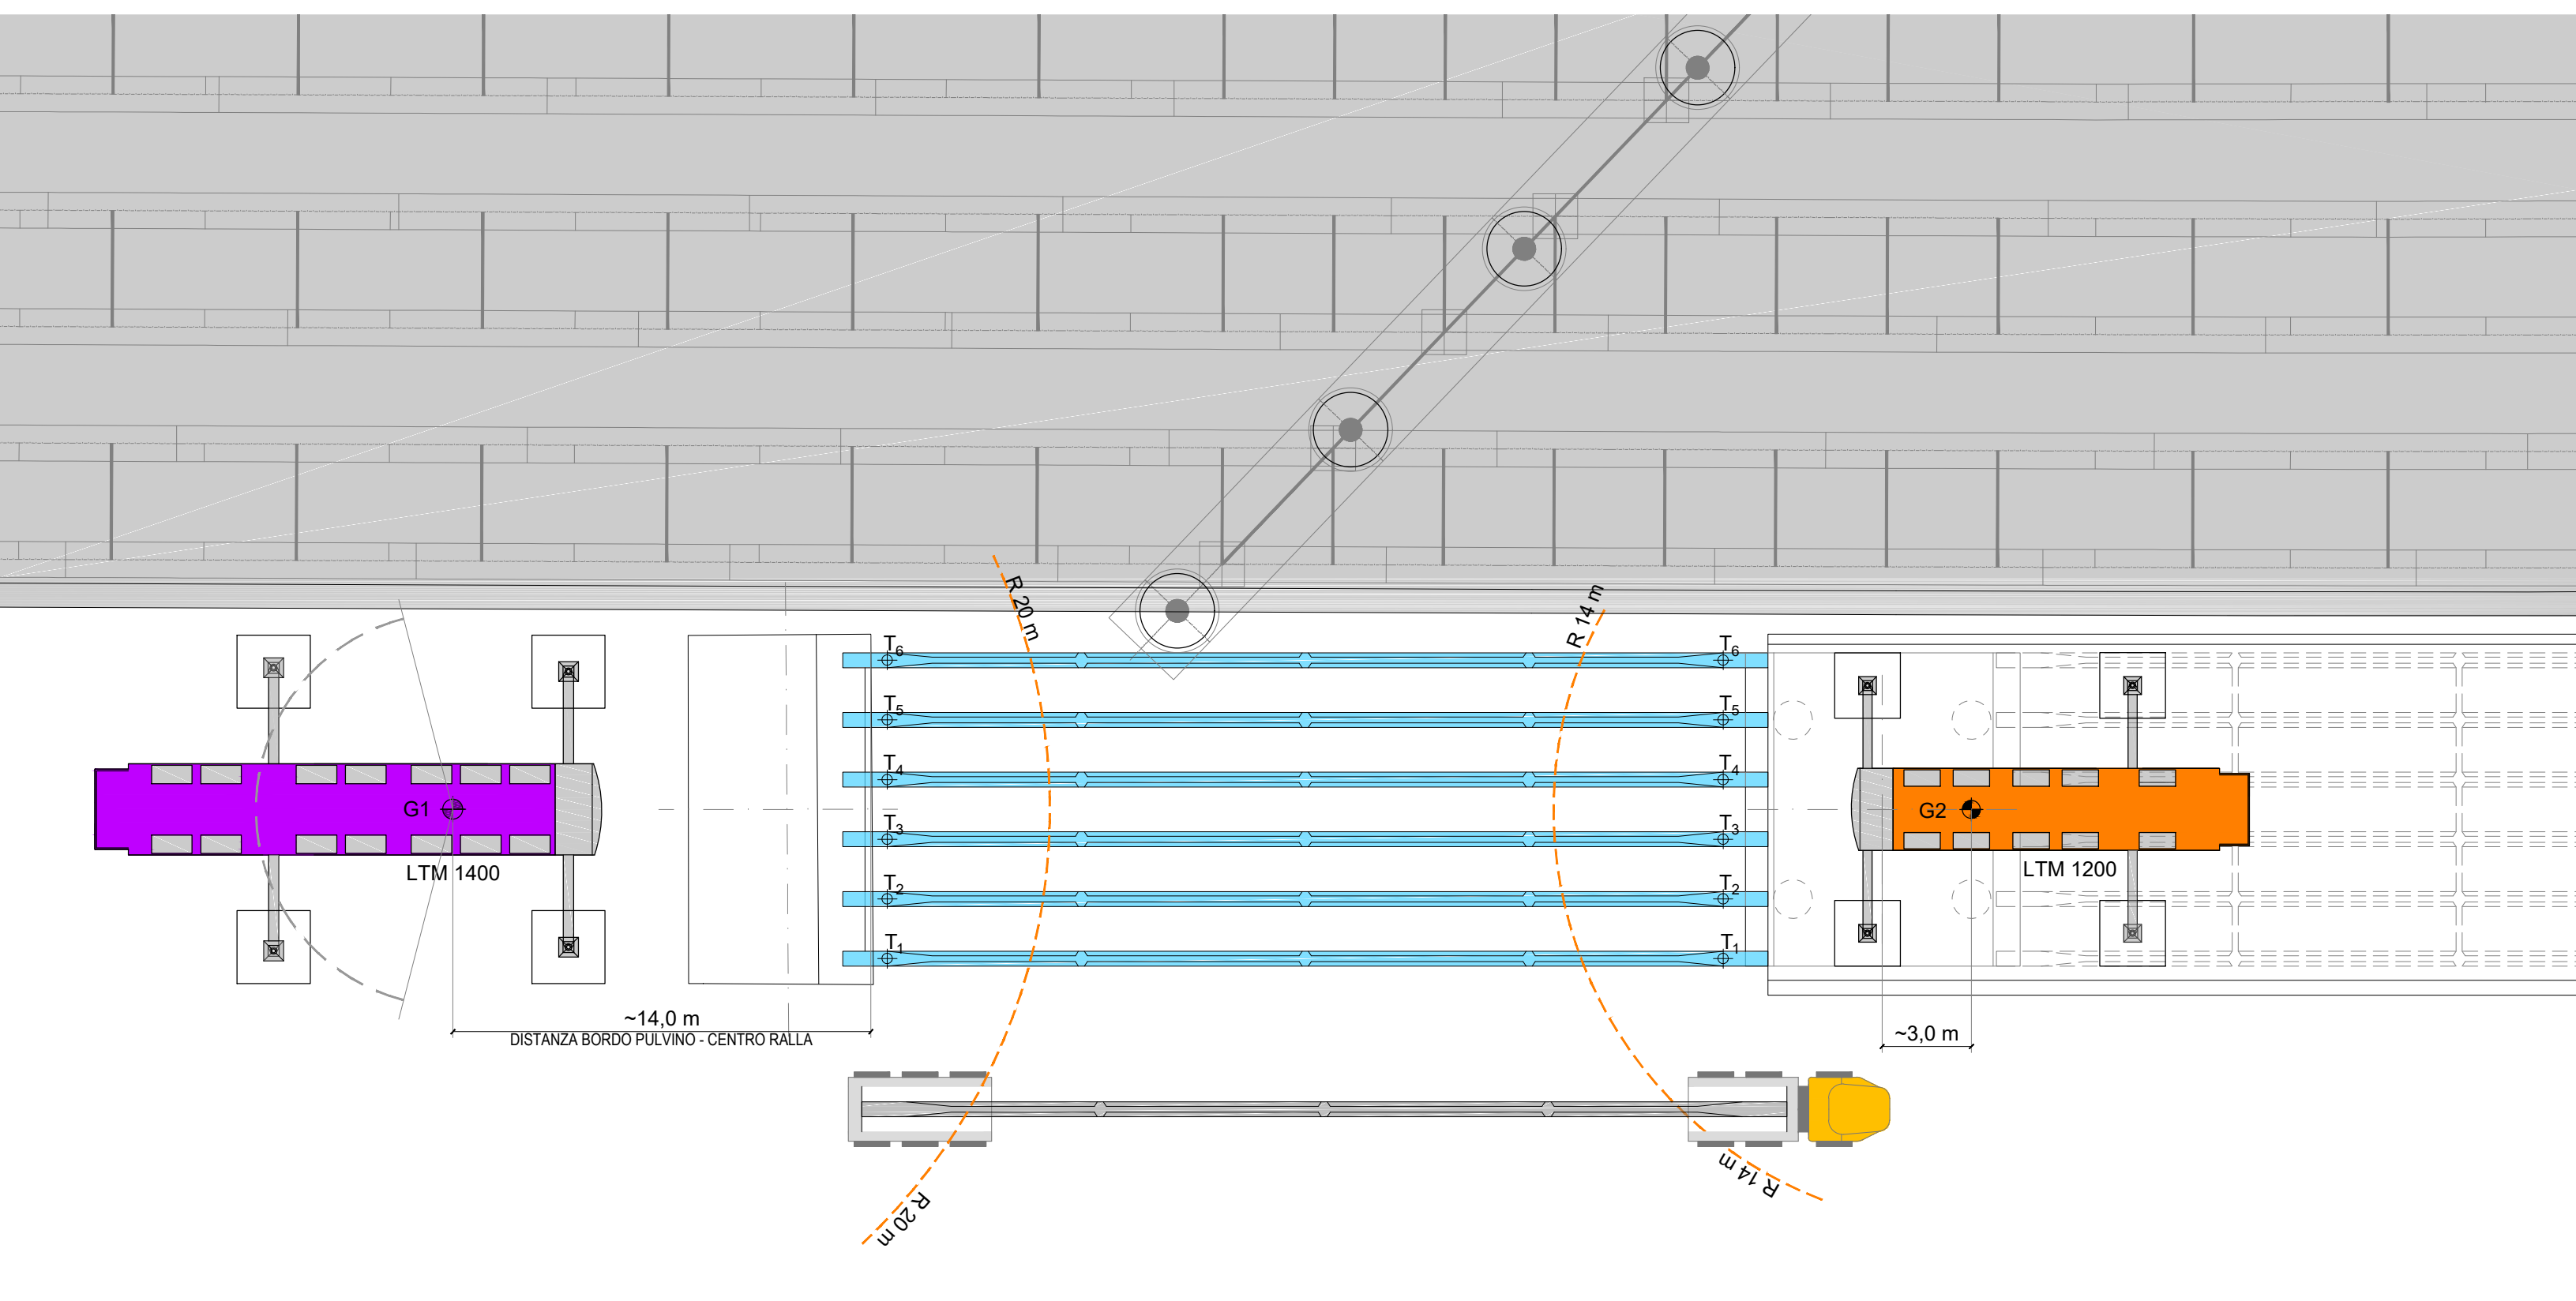 R 20 m
R 14 m
T6
T6
T5
T5
T4
T4
G1
G2
LTM 1400
LTM 1200
T3
T3
T2
T2
T1
T1
~14,0 m
DISTANZA BORDO PULVINO - CENTRO RALLA
~3,0 m
R 14 m
R 20 m